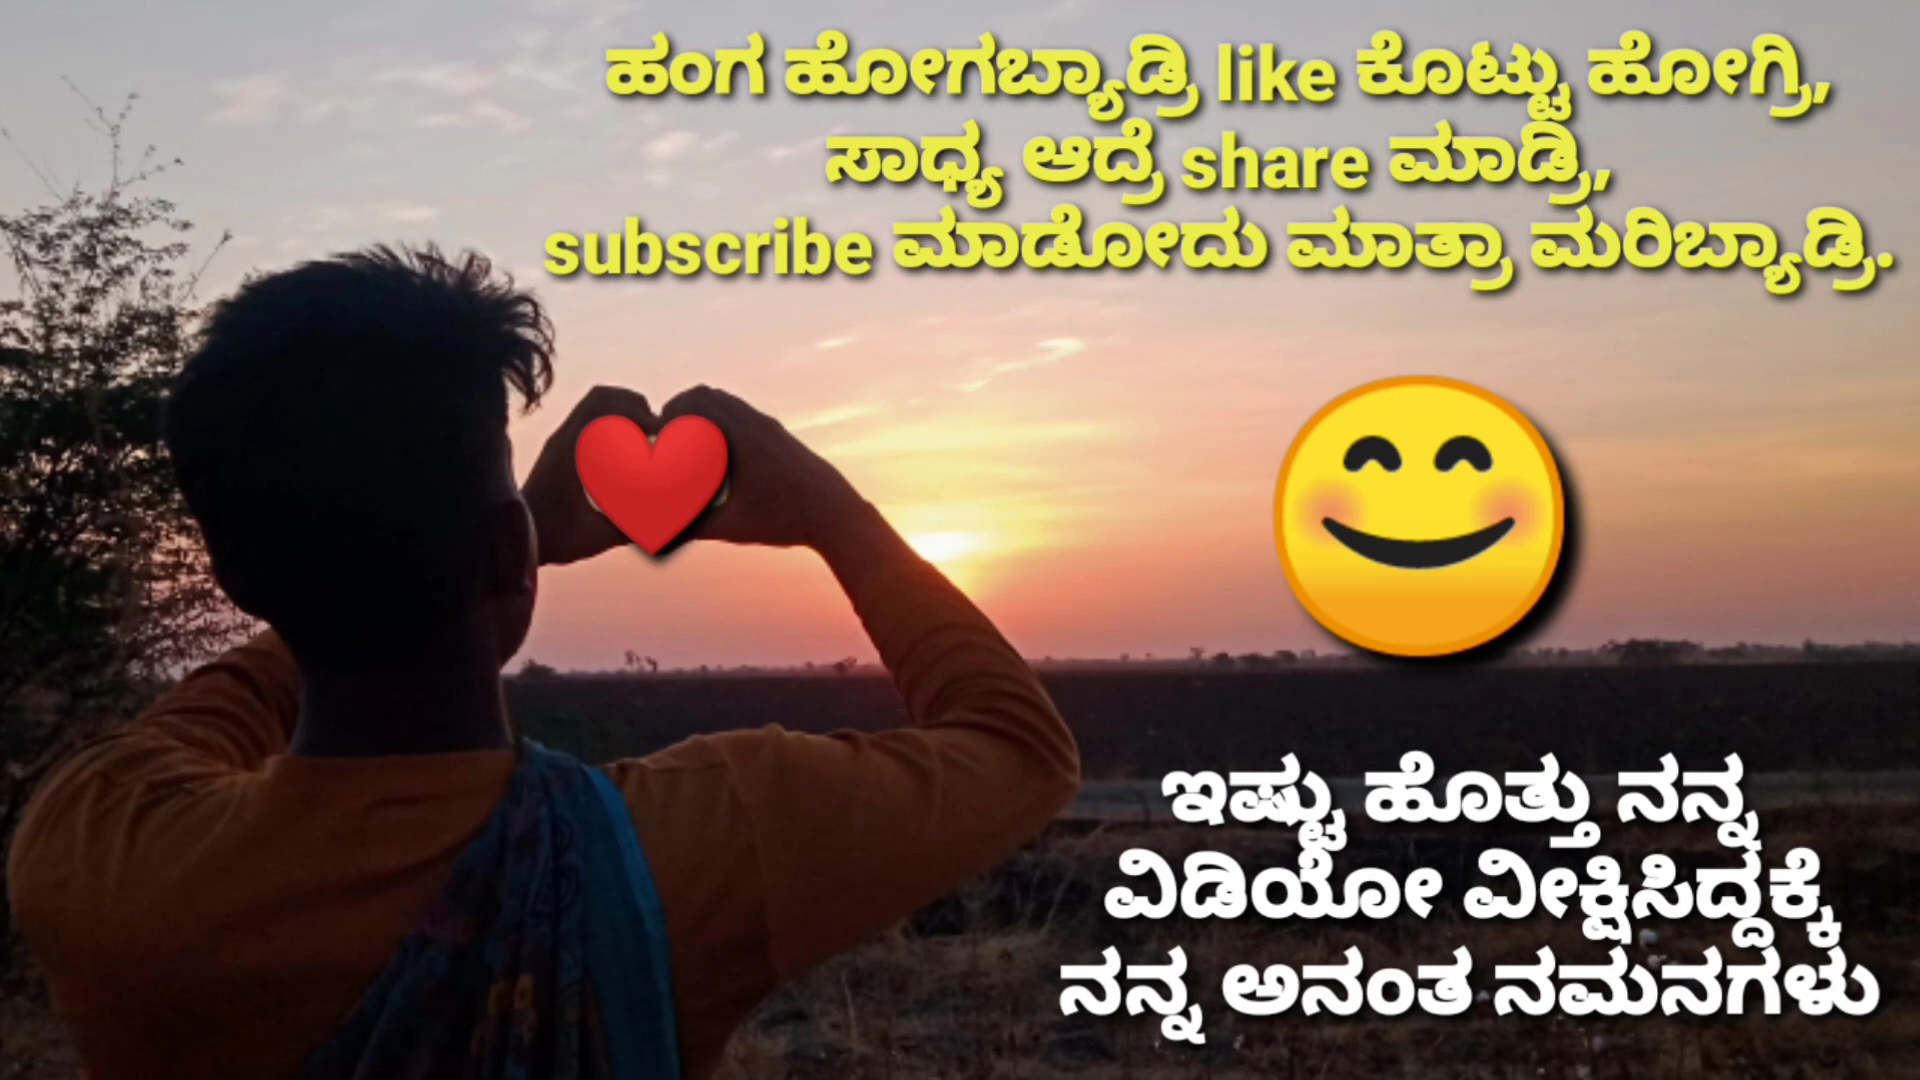 ಹಂಗ ಹೋಗಬ್ಯಾಡ್ರಿ like ಕೊಟ್ಟು ಹೋಗ್ರಿ,
ಸಾಧ್ಯ ಆದ್ರೆ share ಮಾಡ್ರಿ,
subscribe ಮಾಡೋದು ಮಾತ್ರಾ ಮರಿಬ್ಯಾಡ್ರಿ.
ಇಷ್ಟು ಹೊತ್ತು ನನ್ನ
ವಿಡಿಯೋ ವೀಕ್ಷಿಸಿದ್ದಕ್ಕೆ
ನನ್ನ ಅನಂತ ನಮನಗಳು